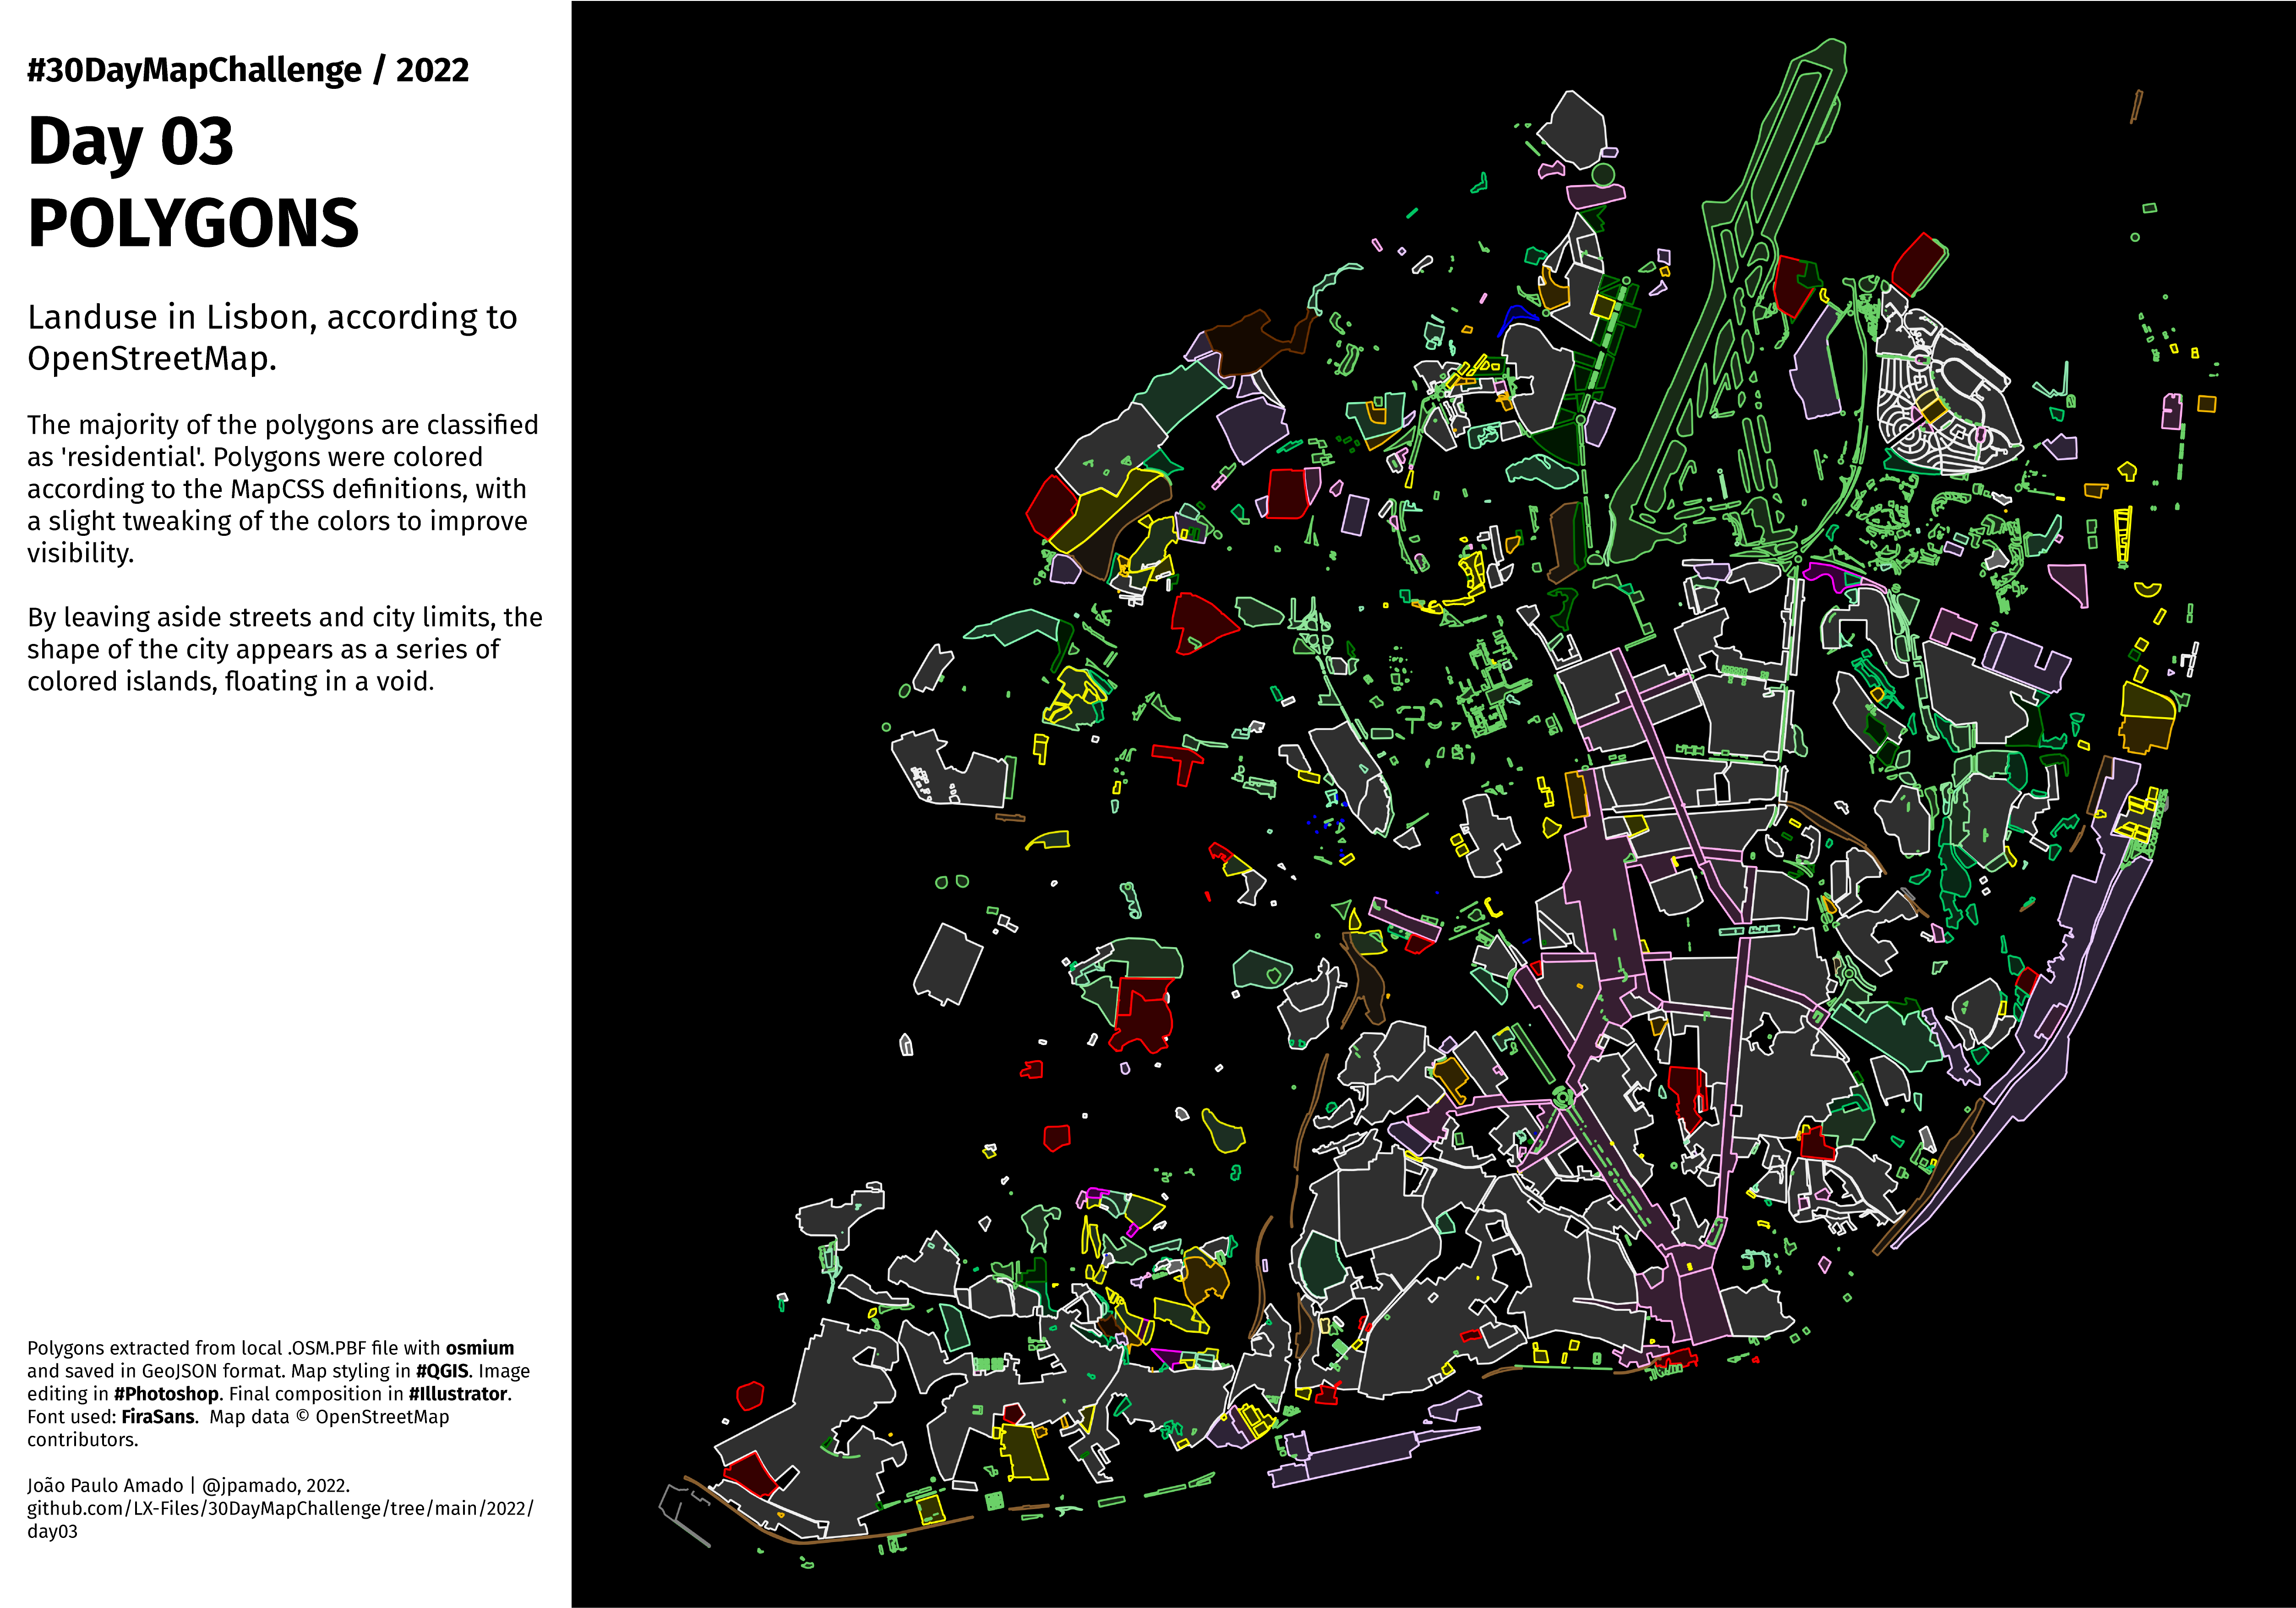 #30DayMapChallenge / 2022
Day 03
POLYGONS
Landuse in Lisbon, according to
OpenStreetMap.
The majority of the polygons are classified
as 'residential'. Polygons were colored
according to the MapCSS definitions, with
a slight tweaking of the colors to improve
visibility.
By leaving aside streets and city limits, the
shape of the city appears as a series of
colored islands, floating in a void.
Polygons extracted from local .OSM.PBF file with osmium
and saved in GeoJSON format. Map styling in #QGIS. Image
editing in #Photoshop. Final composition in #Illustrator.
Font used: FiraSans. Map data © OpenStreetMap
contributors.
João Paulo Amado | @jpamado, 2022.
github.com/LX-Files/30DayMapChallenge/tree/main/2022/
day03